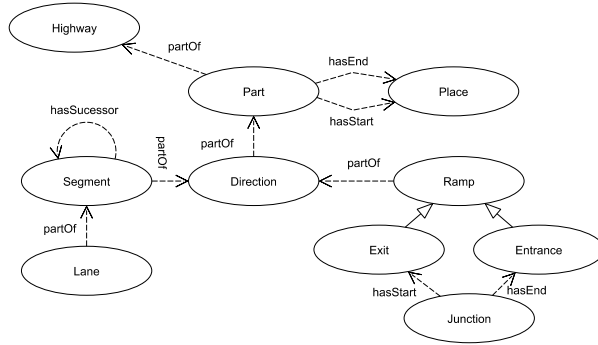 Highway
partOf
hasEnd
Part
Place
hasStart
hasSucessor
partOf
partOf
partOf
Segment
Direction
Ramp
partOf
Exit
Entrance
Lane
hasStart
hasEnd
Junction